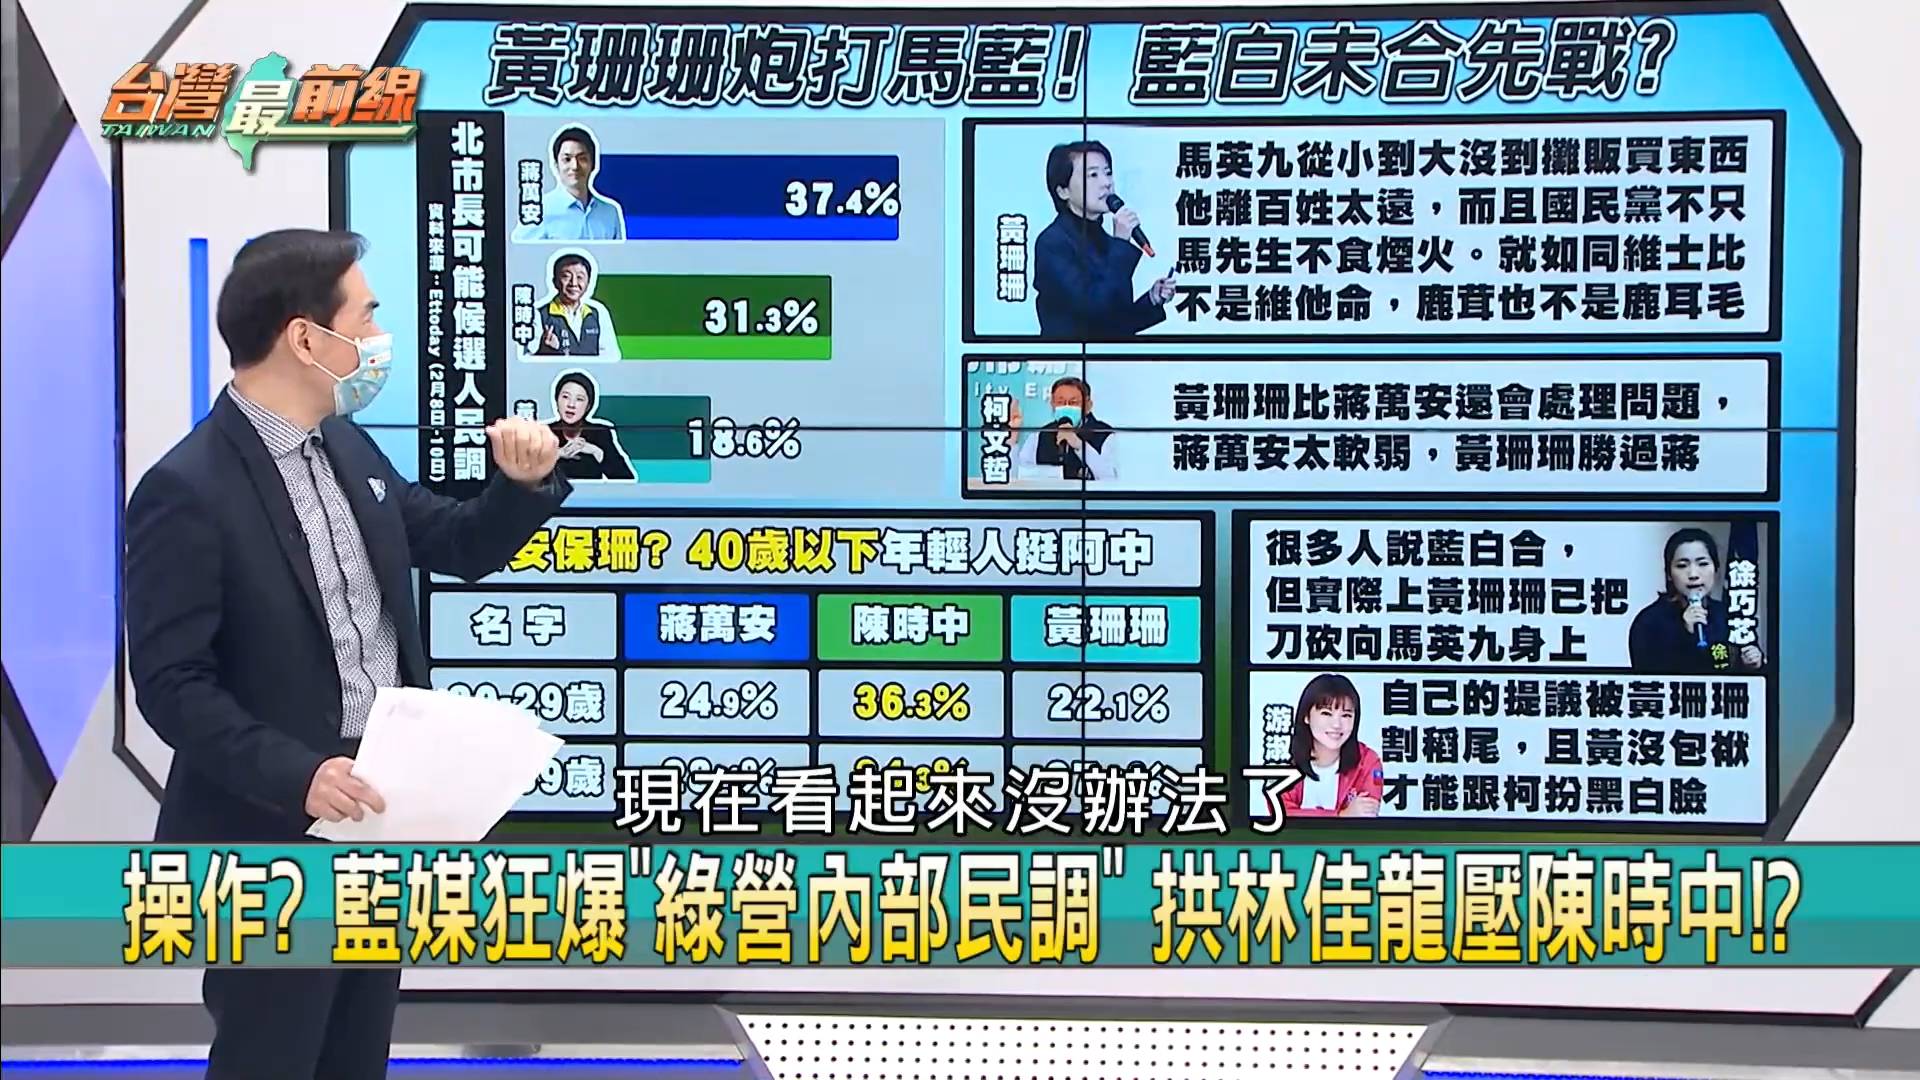 黃珊珊炮打馬藍! 藍白未合先戰?
台灣最前線
TAIWAN
北市長可能候選人民調
資料來源:Ettoday(2月8日-10日)
蔣萬安
37.4%
陳時中
31.3%
黃
18.6%
黃珊珊
馬英九從小到大沒到攤販買東西
他離百姓太遠,而且國民黨不只
馬先生不食煙火。就如同維士比
不是維他命,鹿茸也不是鹿耳毛
柯文哲
黃珊珊比蔣萬安還會處理問題,
蔣萬安太軟弱,黃珊珊勝過蔣
安保珊? 40歲以下年輕人挺阿中
名字 蔣萬安 陳時中 黃珊珊
20-29歲 24.9% 36.3% 22.1%
9歲
很多人說藍白合,
但實際上黃珊珊已把
刀砍向馬英九身上
徐巧芯
游淑
自己的提議被黃珊珊
割稻尾,且黃沒包袱
才能跟柯扮黑白臉
現在看起來沒辦法了
操作? 藍媒狂爆"綠營內部民調" 拱林佳龍壓陳時中!?